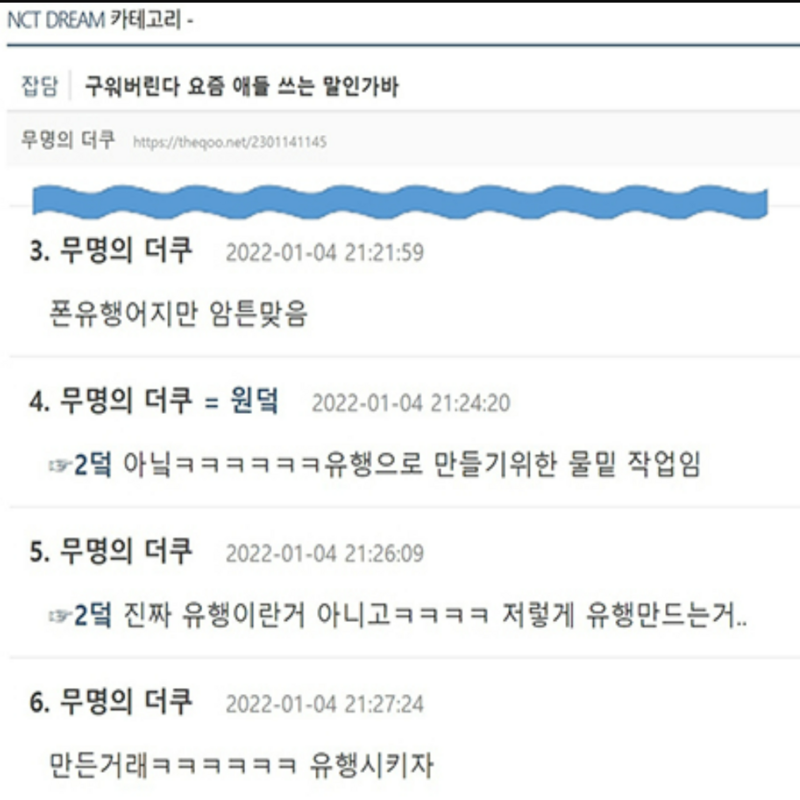 NCT DREAM 카테고리 -
잡담 구워버린다 요즘 애들 쓰는 말인가바
무명의 더쿠 https://theqoo.net/2301141145
3. 무명의 더쿠 2022-01-04 21:21:59
폰유행어지만 암튼맞음
4. 무명의 더쿠 = 원덬 2022-01-04 21:24:20
☞2덬 아닠ㅋㅋㅋㅋㅋㅋ유행으로 만들기위한 물밑 작업임
5. 무명의 더쿠 2022-01-04 21:26:09
☞2덬 진짜 유행이란거 아니고ㅋㅋㅋㅋ 저렇게 유행만드는거..
6. 무명의 더쿠 2022-01-04 21:27:24
만든거래ㅋㅋㅋㅋㅋㅋ 유행시키자